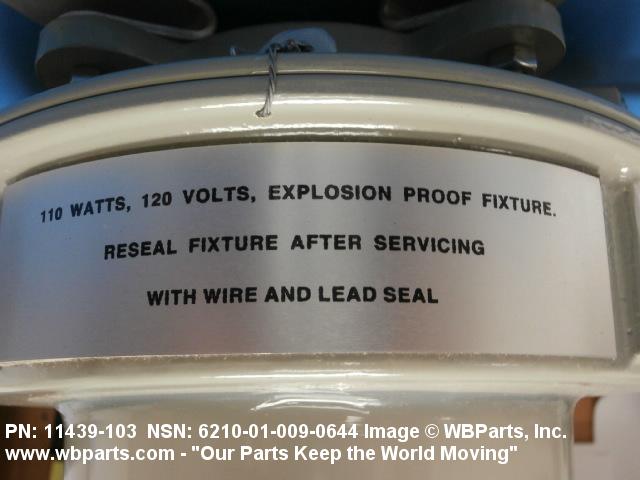 110 WATTS, 120 VOLTS, EXPLOSION PROOF FIXTURE.
RESEAL FIXTURE AFTER SERVICING
WITH WIRE AND LEAD SEAL
PN: 11439-103 NSN: 6210-01-009-0644 Image © WBParts, Inc.
www.wbparts.com - "Our Parts Keep the World Moving"